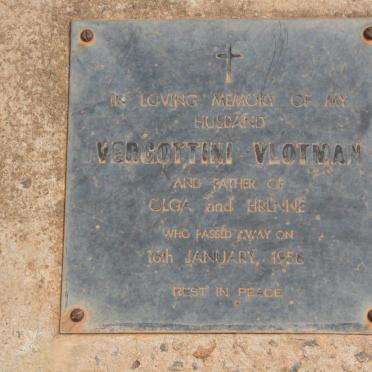 IN LOVING MEMORY OF MY
HUSBAND
VERGOTTINI VLOTMAN
AND FATHER OF
OLGA and BRENNE
WHO PASSED AWAY ON
16th JANUARY, 1956
REST IN PEACE